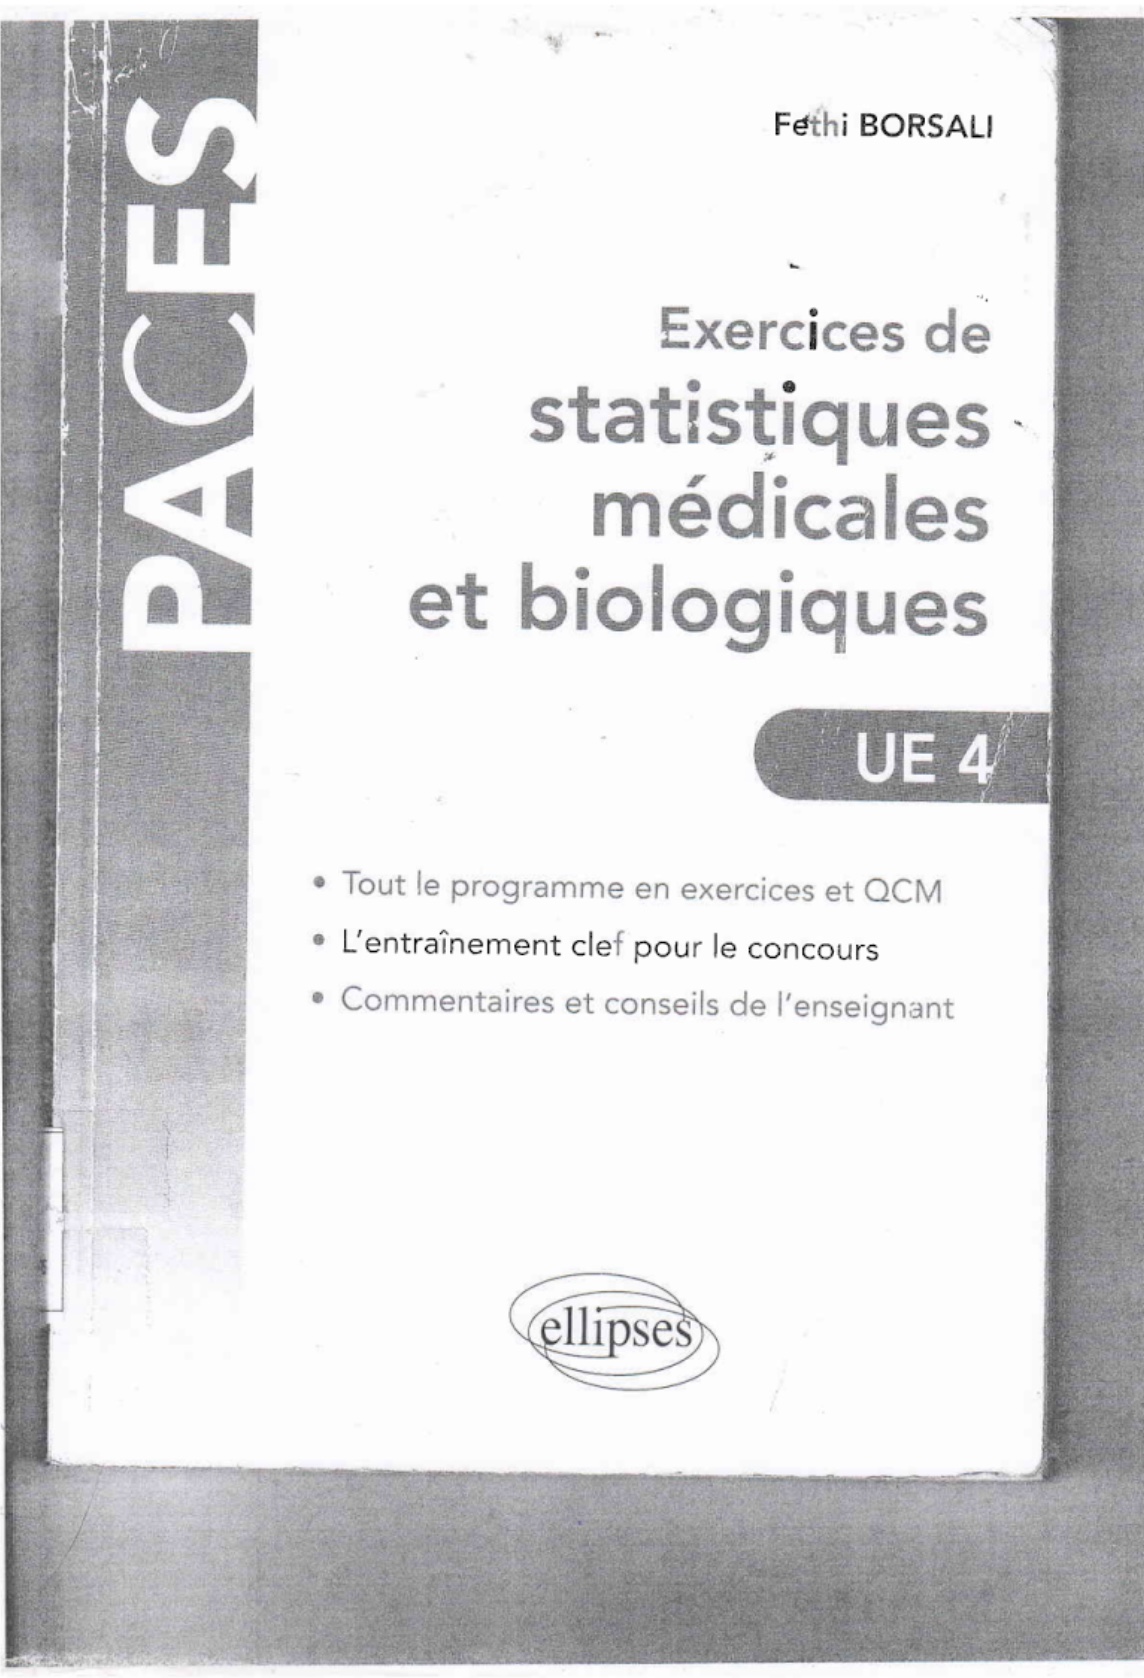 PACES
Fethi BORSALI
Exercices de
statistiques
médicales
et biologiques
UE 4
• Tout le programme en exercices et QCM
• L'entraînement clef pour le concours
• Commentaires et conseils de l'enseignant
ellipses